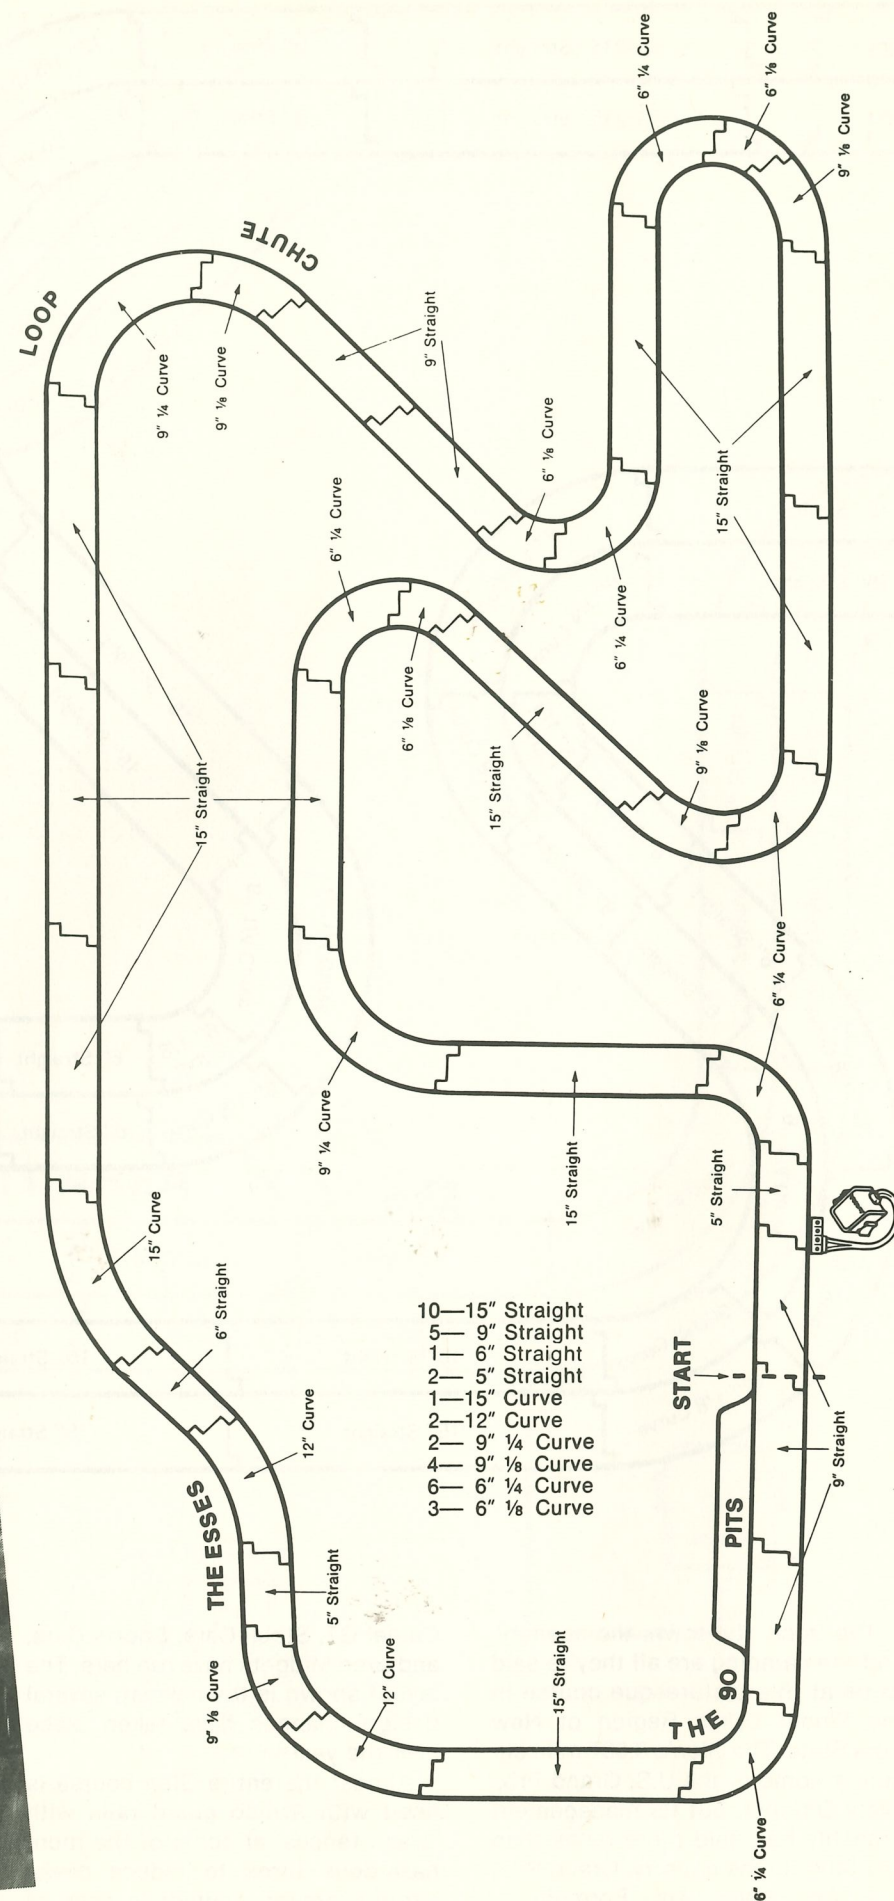 6" ¼ Curve
6" ⅛ Curve
9" ⅛ Curve
CHUTE
LOOP
9" ¼ Curve
9" ⅛ Curve
9" Straight
6" ⅛ Curve
15" Straight
6" ¼ Curve
6" ¼ Curve
6" ⅛ Curve
15" Straight
9" ⅛ Curve
15" Straight
6" ¼ Curve
9" ¼ Curve
15" Straight
5" Straight
15" Curve
6" Straight
12" Curve
THE ESSES
5" Straight
9" ⅛ Curve
12" Curve
15" Straight
10—15" Straight
5— 9" Straight
1— 6" Straight
2— 5" Straight
1—15" Curve
2—12" Curve
2— 9" ¼ Curve
4— 9" ⅛ Curve
6— 6" ¼ Curve
3— 6" ⅛ Curve
START
PITS
9" Straight
THE 90
6" ¼ Curve